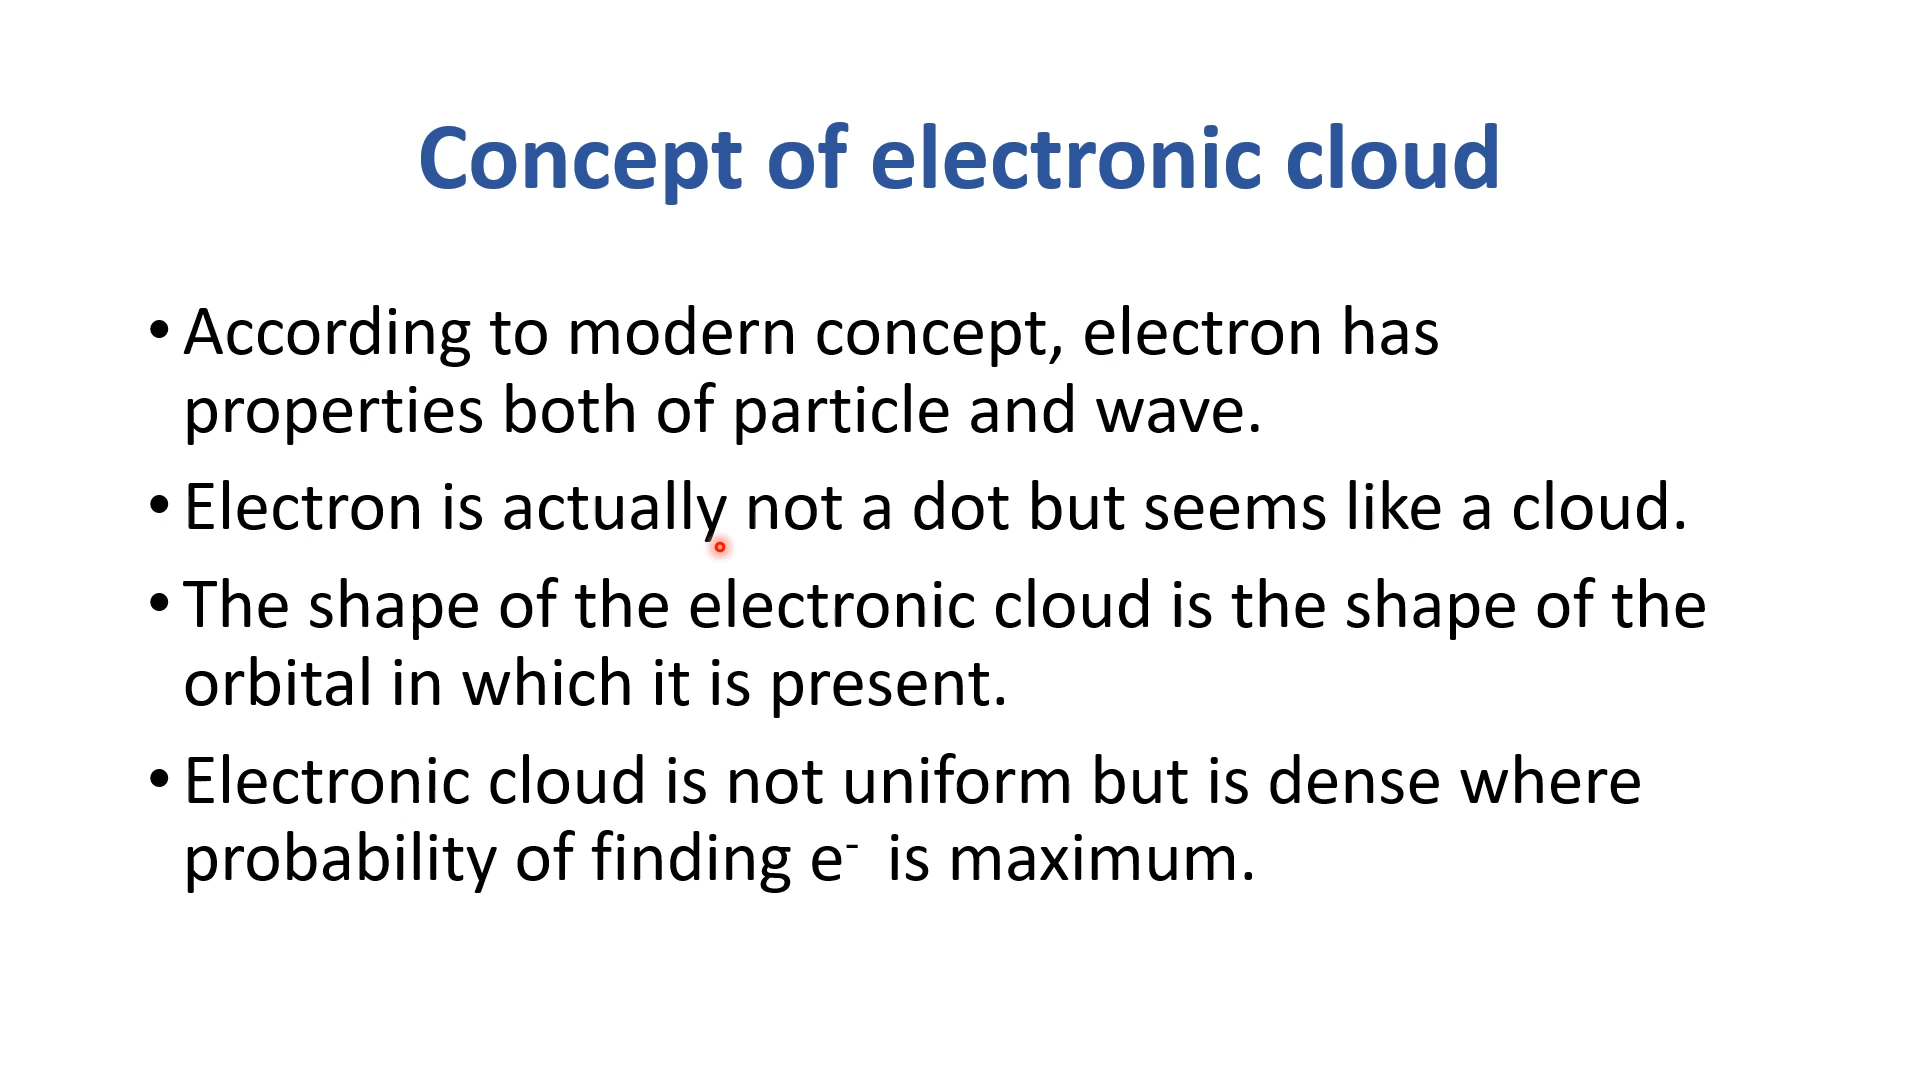 Concept of electronic cloud
• According to modern concept, electron has
properties both of particle and wave.
• Electron is actually not a dot but seems like a cloud.
• The shape of the electronic cloud is the shape of the
orbital in which it is present.
• Electronic cloud is not uniform but is dense where
probability of finding e⁻ is maximum.